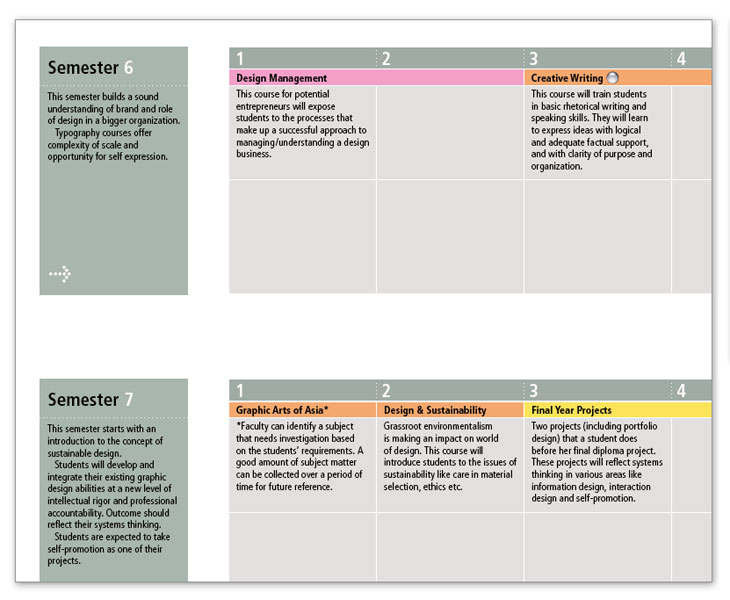 Semester 6
This semester builds a sound
understanding of brand and role
of design in a bigger organization.
Typography courses offer
complexity of scale and
opportunity for self expression.
1 2 3 4
Design Management
This course for potential
entrepreneurs will expose
students to the processes that
make up a successful approach to
managing/understanding a design
business.
Creative Writing
This course will train students
in basic rhetorical writing and
speaking skills. They will learn
to express ideas with logical
and adequate factual support,
and with clarity of purpose and
organization.
Semester 7
This semester starts with an
introduction to the concept of
sustainable design.
Students will develop and
integrate their existing graphic
design abilities at a new level of
intellectual rigor and professional
accountability. Outcome should
reflect their systems thinking.
Students are expected to take
self-promotion as one of their
projects.
1 2 3 4
Graphic Arts of Asia*
*Faculty can identify a subject
that needs investigation based
on the students' requirements. A
good amount of subject matter
can be collected over a period of
time for future reference.
Design & Sustainability
Grassroot environmentalism
is making an impact on world
of design. This course will
introduce students to the issues of
sustainability like care in material
selection, ethics etc.
Final Year Projects
Two projects (including portfolio
design) that a student does
before her final diploma project.
These projects will reflect systems
thinking in various areas like
information design, interaction
design and self-promotion.